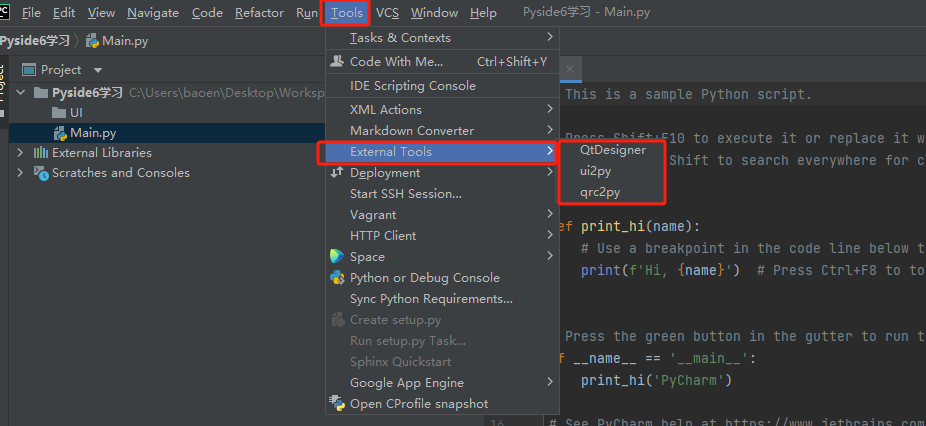 PC File Edit View Navigate Code Refactor Run Tools VCS Window Help Pyside6学习 - Main.py
Pyside6学习 Main.py
Project
Project
Pyside6学习 C:\Users\baoen\Desktop\Worksp
UI
Main.py
External Libraries
Scratches and Consoles
Tasks & Contexts
Code With Me... Ctrl+Shift+Y
IDE Scripting Console
XML Actions
Markdown Converter
External Tools
Deployment
Start SSH Session...
Vagrant
HTTP Client
Space
Python or Debug Console
Sync Python Requirements...
Create setup.py
Run setup.py Task...
Sphinx Quickstart
Google App Engine
Open CProfile snapshot
QtDesigner
ui2py
qrc2py
This is a sample Python script.
Press Shift+F10 to execute it or replace it w
Shift to search everywhere for c
ef print_hi(name):
# Use a breakpoint in the code line below t
print(f'Hi, {name}') # Press Ctrl+F8 to to
Press the green button in the gutter to run t
f __name__ == '__main__':
print_hi('PyCharm')
16 # See PyCharm help at https://www.jetbrains.com